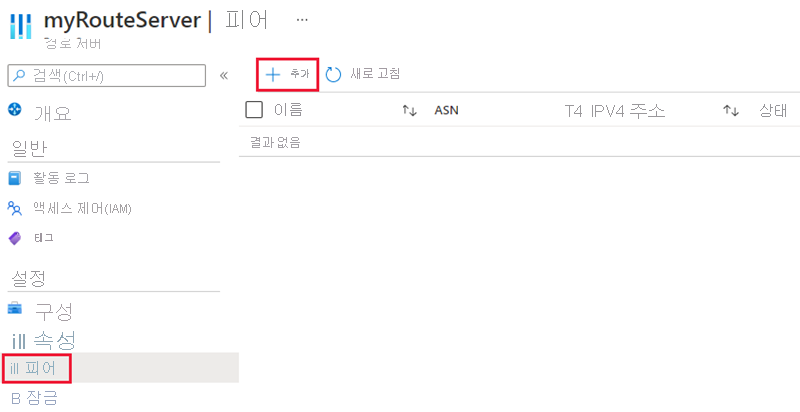 myRouteServer | 피어 ...
경로 서버
검색(Ctrl+/) «
+ 추가 새로 고침
이름 ↑↓ ASN T4 IPV4 주소 ↑↓ 상태
결과 없음
개요
일반
활동 로그
액세스 제어(IAM)
태그
설정
구성
ill 속성
ill 피어
B 잠금